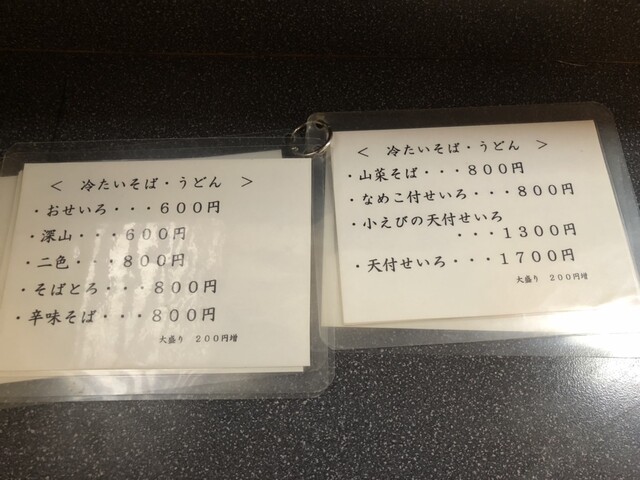 ＜　冷たいそば・うどん　＞
・おせいろ・・・６００円
・深山・・・６００円
・二色・・・８００円
・そばとろ・・・８００円
・辛味そば・・・８００円
大盛り　２００円増
＜　冷たいそば・うどん　＞
・山菜そば・・・８００円
・なめこ付せいろ・・・８００円
・小えびの天付せいろ
・・・１３００円
・天付せいろ・・・１７００円
大盛り　２００円増